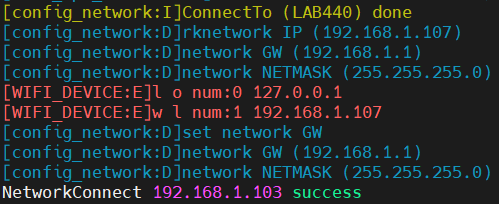 [config_network:I]ConnectTo (LAB440) done
[config_network:D]rknetwork IP (192.168.1.107)
[config_network:D]network GW (192.168.1.1)
[config_network:D]network NETMASK (255.255.255.0)
[WIFI_DEVICE:E]l o num:0 127.0.0.1
[WIFI_DEVICE:E]w l num:1 192.168.1.107
[config_network:D]set network GW
[config_network:D]network GW (192.168.1.1)
[config_network:D]network NETMASK (255.255.255.0)
NetworkConnect 192.168.1.103 success